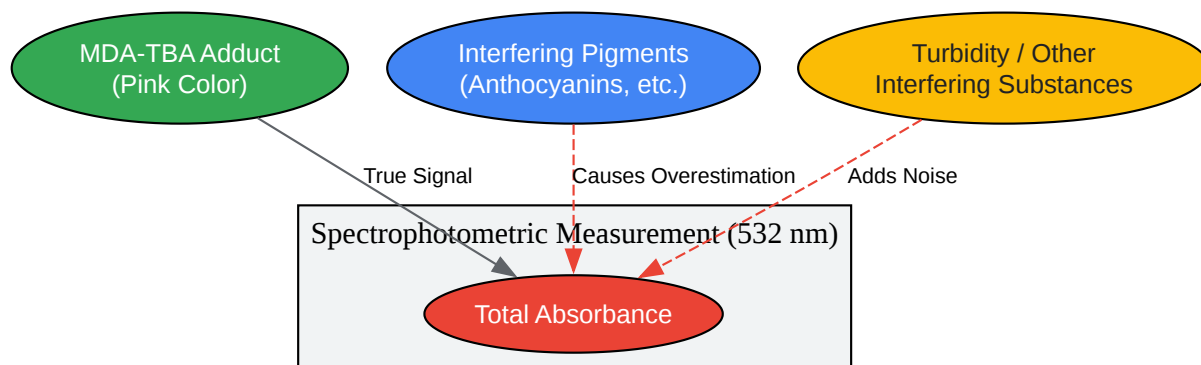 MDA-TBA Adduct
(Pink Color)
Interfering Pigments
(Anthocyanins, etc.)
Turbidity / Other
Interfering Substances
True Signal
Causes Overestimation
Adds Noise
Spectrophotometric Measurement (532 nm)
Total Absorbance